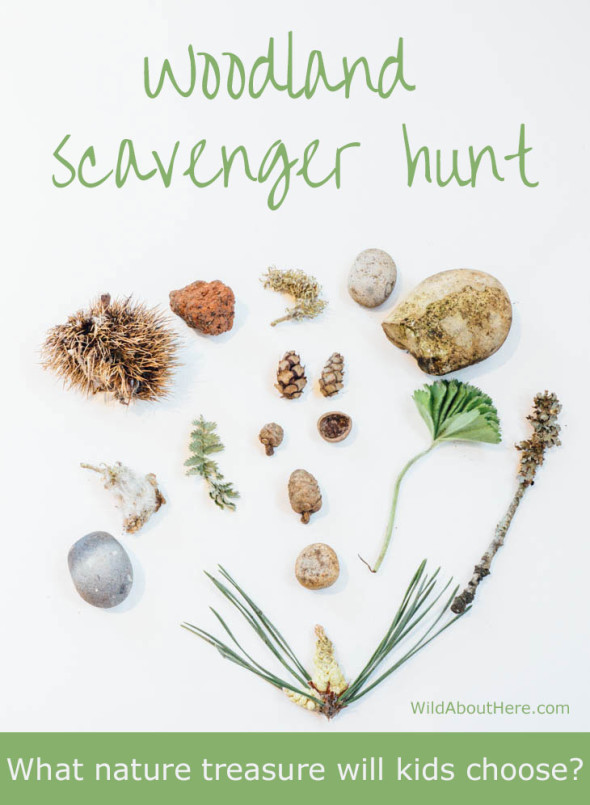 woodland
scavenger hunt
WildAboutHere.com
What nature treasure will kids choose?